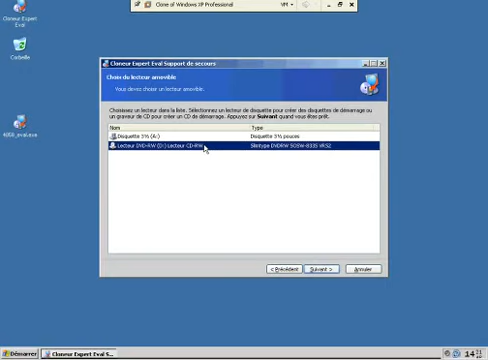 Clone of Windows XP Professional
VM
Cloneur Expert
Eval
Corbeille
Cloneur Expert Eval Support de secours
Choix du lecteur amovible
Vous devez choisir un lecteur amovible.
Choisissez un lecteur dans la liste. Sélectionnez un lecteur de disquette pour créer des disquettes de démarrage ou
un graveur de CD pour créer un CD de démarrage. Appuyez sur Suivant quand vous êtes prêt.
Nom Type
Disquette 3½ (A:) Disquette 3½ pouces
Lecteur DVD-RW (D:) Lecteur CD-RW Slimtype DVDRW SOSW-833S VRS2
< Précédent Suivant > Annuler
Démarrer Cloneur Expert Eval S...